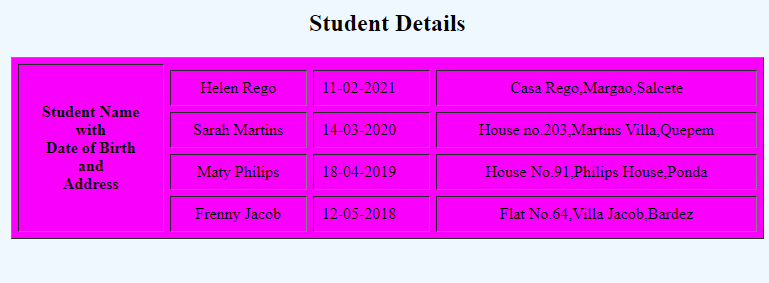 Student Details
Student Name
with
Date of Birth
and
Address
Helen Rego 11-02-2021 Casa Rego,Margao,Salcete
Sarah Martins 14-03-2020 House no.203,Martins Villa,Quepem
Maty Philips 18-04-2019 House No.91,Philips House,Ponda
Frenny Jacob 12-05-2018 Flat No.64,Villa Jacob,Bardez